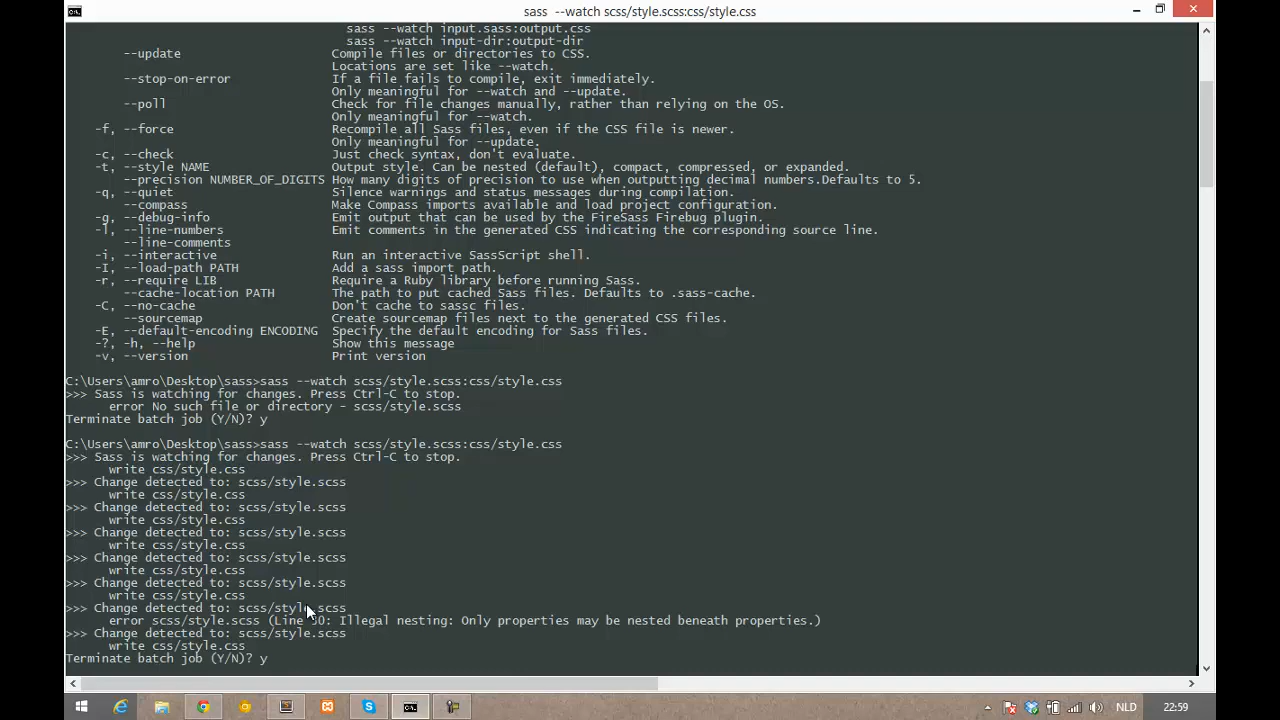 sass --watch scss/style.scss:css/style.css
sass --watch input.sass:output.css
sass --watch input-dir:output-dir
--update Compile files or directories to CSS.
Locations are set like --watch.
--stop-on-error If a file fails to compile, exit immediately.
Only meaningful for --watch and --update.
--poll Check for file changes manually, rather than relying on the OS.
Only meaningful for --watch.
-f, --force Recompile all Sass files, even if the CSS file is newer.
Only meaningful for --update.
-c, --check Just check syntax, don't evaluate.
-t, --style NAME Output style. Can be nested (default), compact, compressed, or expanded.
--precision NUMBER_OF_DIGITS How many digits of precision to use when outputting decimal numbers.Defaults to 5.
-q, --quiet Silence warnings and status messages during compilation.
--compass Make Compass imports available and load project configuration.
-g, --debug-info Emit output that can be used by the FireSass Firebug plugin.
-l, --line-numbers Emit comments in the generated CSS indicating the corresponding source line.
--line-comments
-i, --interactive Run an interactive SassScript shell.
-I, --load-path PATH Add a sass import path.
-r, --require LIB Require a Ruby library before running Sass.
--cache-location PATH The path to put cached Sass files. Defaults to .sass-cache.
-C, --no-cache Don't cache to sassc files.
--sourcemap Create sourcemap files next to the generated CSS files.
-E, --default-encoding ENCODING Specify the default encoding for Sass files.
-?, -h, --help Show this message
-v, --version Print version
C:\Users\amro\Desktop\sass>sass --watch scss/style.scss:css/style.css
>>> Sass is watching for changes. Press Ctrl-C to stop.
error No such file or directory - scss/style.scss
Terminate batch job (Y/N)? y
C:\Users\amro\Desktop\sass>sass --watch scss/style.scss:css/style.css
>>> Sass is watching for changes. Press Ctrl-C to stop.
write css/style.css
>>> Change detected to: scss/style.scss
write css/style.css
>>> Change detected to: scss/style.scss
write css/style.css
>>> Change detected to: scss/style.scss
write css/style.css
>>> Change detected to: scss/style.scss
write css/style.css
>>> Change detected to: scss/style.scss
write css/style.css
>>> Change detected to: scss/style.scss
error scss/style.scss (Line : Illegal nesting: Only properties may be nested beneath properties.)
>>> Change detected to: scss/style.scss
write css/style.css
Terminate batch job (Y/N)? y
NLD 22:59